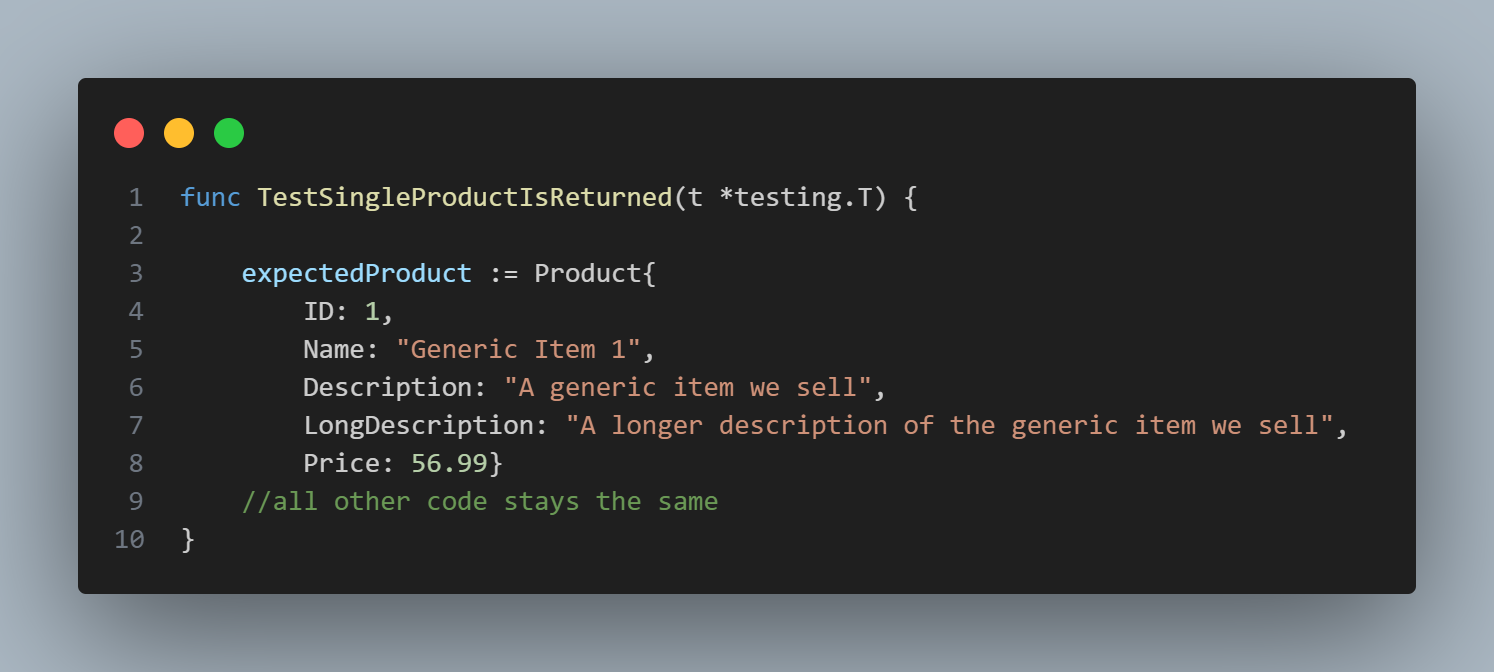 1 func TestSingleProductIsReturned(t *testing.T) {
2
3     expectedProduct := Product{
4         ID: 1,
5         Name: "Generic Item 1",
6         Description: "A generic item we sell",
7         LongDescription: "A longer description of the generic item we sell",
8         Price: 56.99}
9     //all other code stays the same
10 }